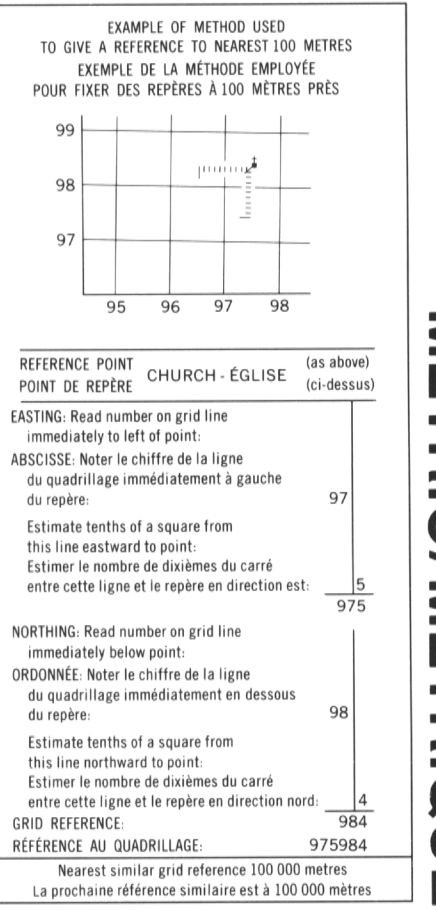 EXAMPLE OF METHOD USED
TO GIVE A REFERENCE TO NEAREST 100 METRES
EXEMPLE DE LA MÉTHODE EMPLOYÉE
POUR FIXER DES REPÈRES À 100 MÈTRES PRÈS
99
98
97
95 96 97 98
REFERENCE POINT
POINT DE REPÈRE
CHURCH - ÉGLISE
(as above)
(ci-dessus)
EASTING: Read number on grid line
immediately to left of point:
ABSCISSE: Noter le chiffre de la ligne
du quadrillage immédiatement à gauche
du repère: 97
Estimate tenths of a square from
this line eastward to point:
Estimer le nombre de dixièmes du carré
entre cette ligne et le repère en direction est: 5
975
NORTHING: Read number on grid line
immediately below point:
ORDONNÉE: Noter le chiffre de la ligne
du quadrillage immédiatement en dessous
du repère: 98
Estimate tenths of a square from
this line northward to point:
Estimer le nombre de dixièmes du carré
entre cette ligne et le repère en direction nord: 4
GRID REFERENCE: 984
RÉFÉRENCE AU QUADRILLAGE: 975984
Nearest similar grid reference 100 000 metres
La prochaine référence similaire est à 100 000 mètres